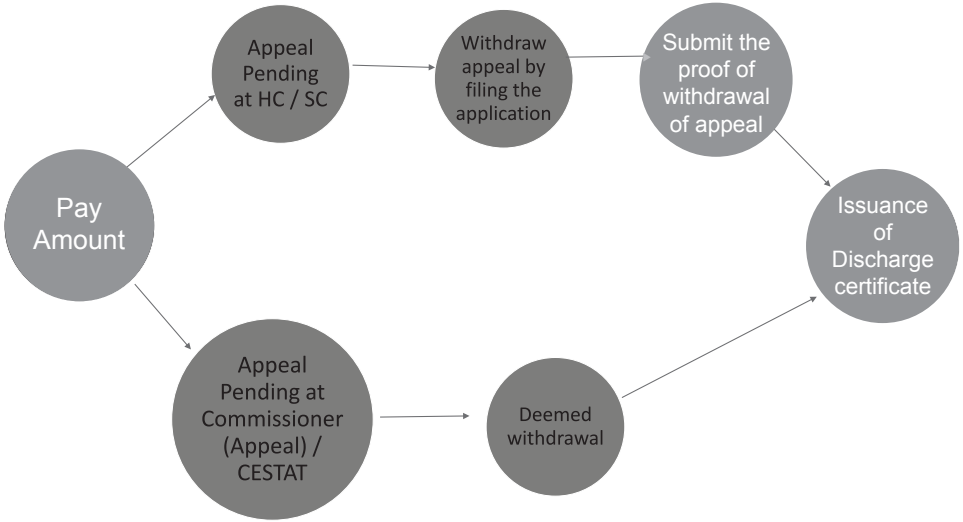 Appeal
Pending
at HC / SC
Withdraw
appeal by
filing the
application
Submit the
proof of
withdrawal
of appeal
Pay
Amount
Issuance
of
Discharge
certificate
Appeal
Pending at
Commissioner
(Appeal) /
CESTAT
Deemed
withdrawal